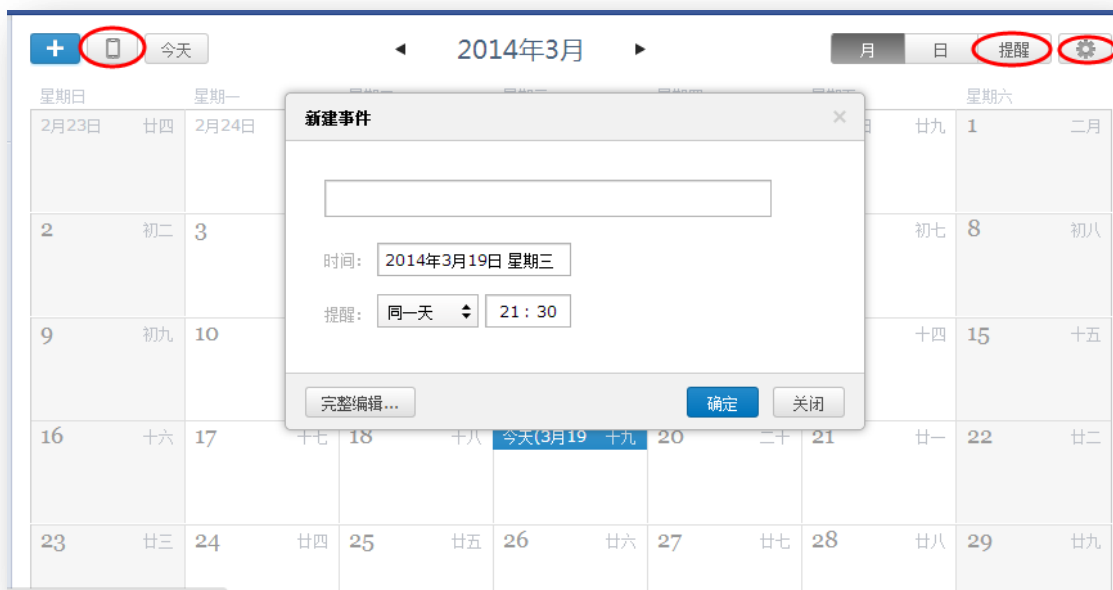 + 今天 2014年3月 月 日 提醒
星期日 星期一 星期六
2月23日 廿四 2月24日 廿九 1 二月
新建事件
2 初二 3 初七 8 初八
时间: 2014年3月19日 星期三
提醒: 同一天 21 : 30
9 初九 10 十四 15 十五
完整编辑... 确定 关闭
16 十六 17 十七 18 十八 今天(3月19 十九 20 二十 21 廿一 22 廿二
23 廿三 24 廿四 25 廿五 26 廿六 27 廿七 28 廿八 29 廿九